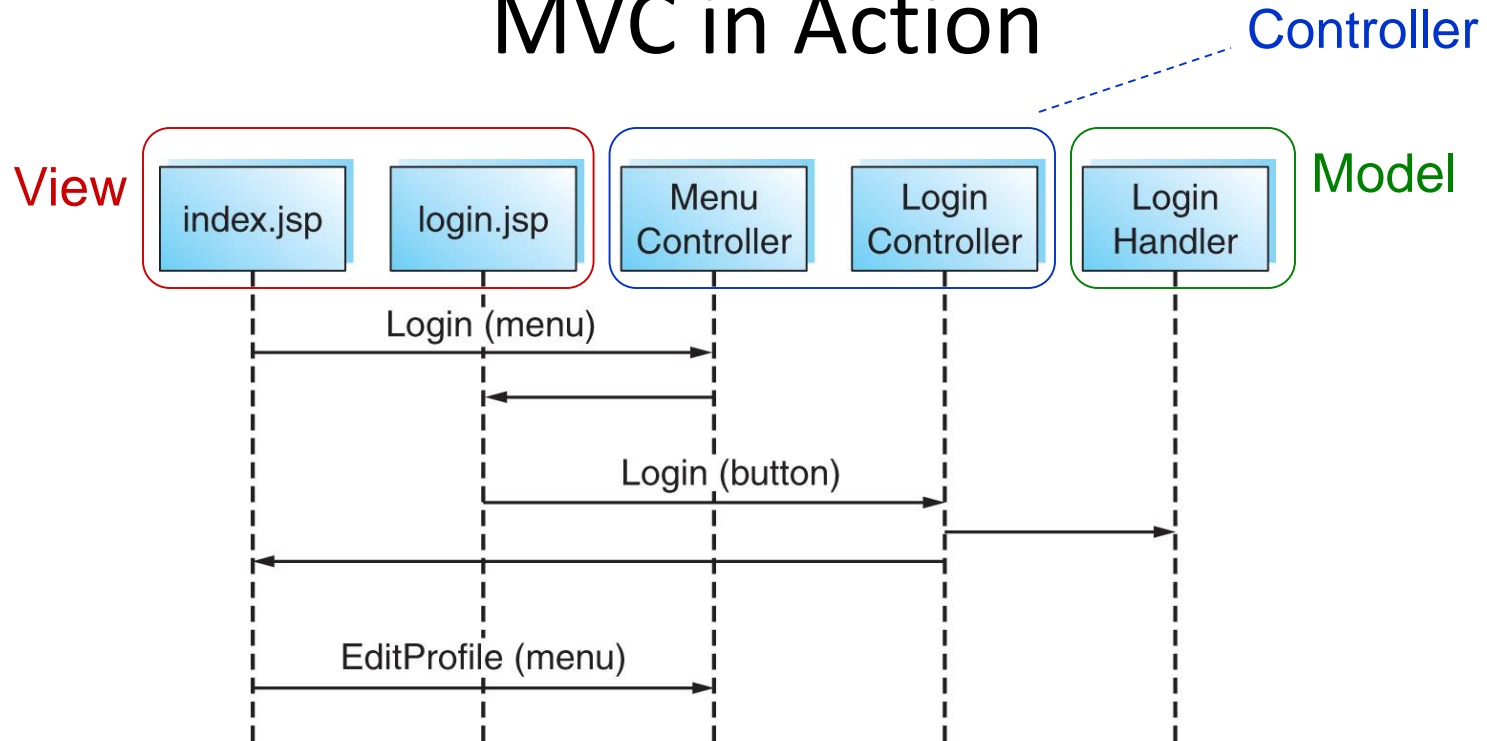 MVC in Action
Controller
View
index.jsp
login.jsp
Menu
Controller
Login
Controller
Login
Handler
Model
Login (menu)
Login (button)
EditProfile (menu)